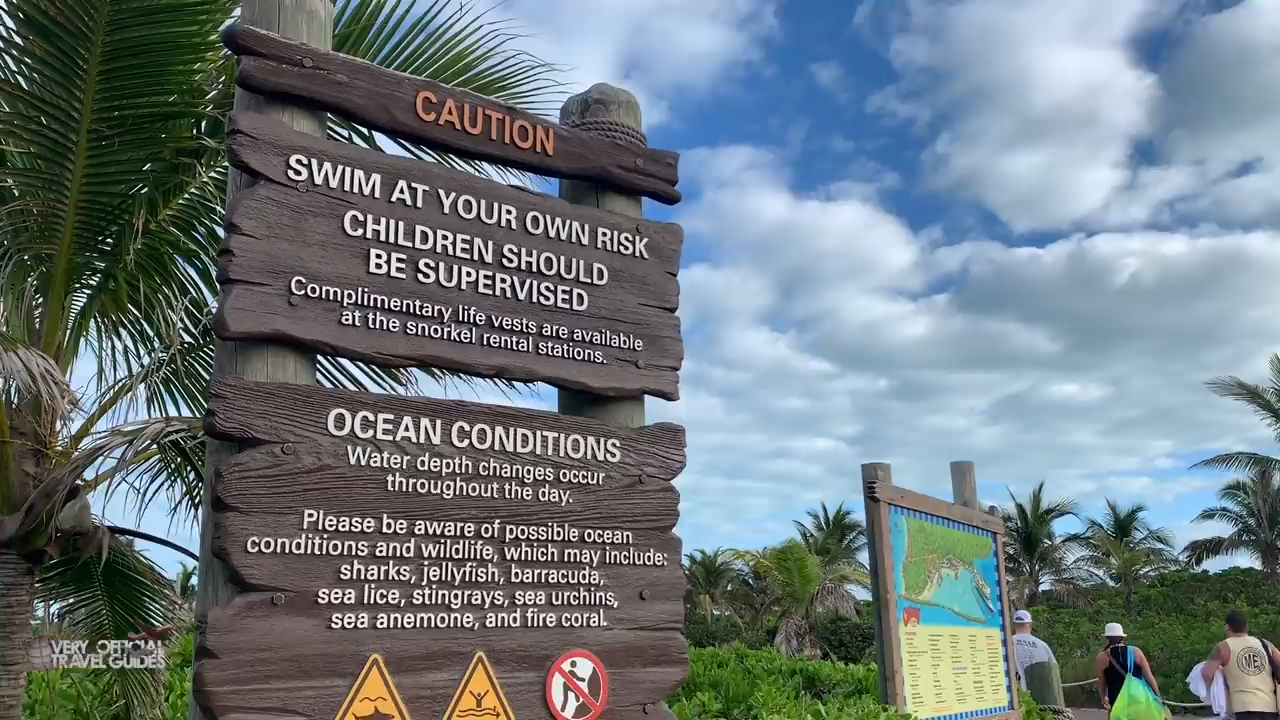 CAUTION
SWIM AT YOUR OWN RISK
CHILDREN SHOULD
BE SUPERVISED
Complimentary life vests are available
at the snorkel rental stations.
OCEAN CONDITIONS
Water depth changes occur
throughout the day.
Please be aware of possible ocean
conditions and wildlife, which may include:
sharks, jellyfish, barracuda,
sea lice, stingrays, sea urchins,
sea anemone, and fire coral.
VERY OFFICIAL
TRAVEL GUIDES
ME